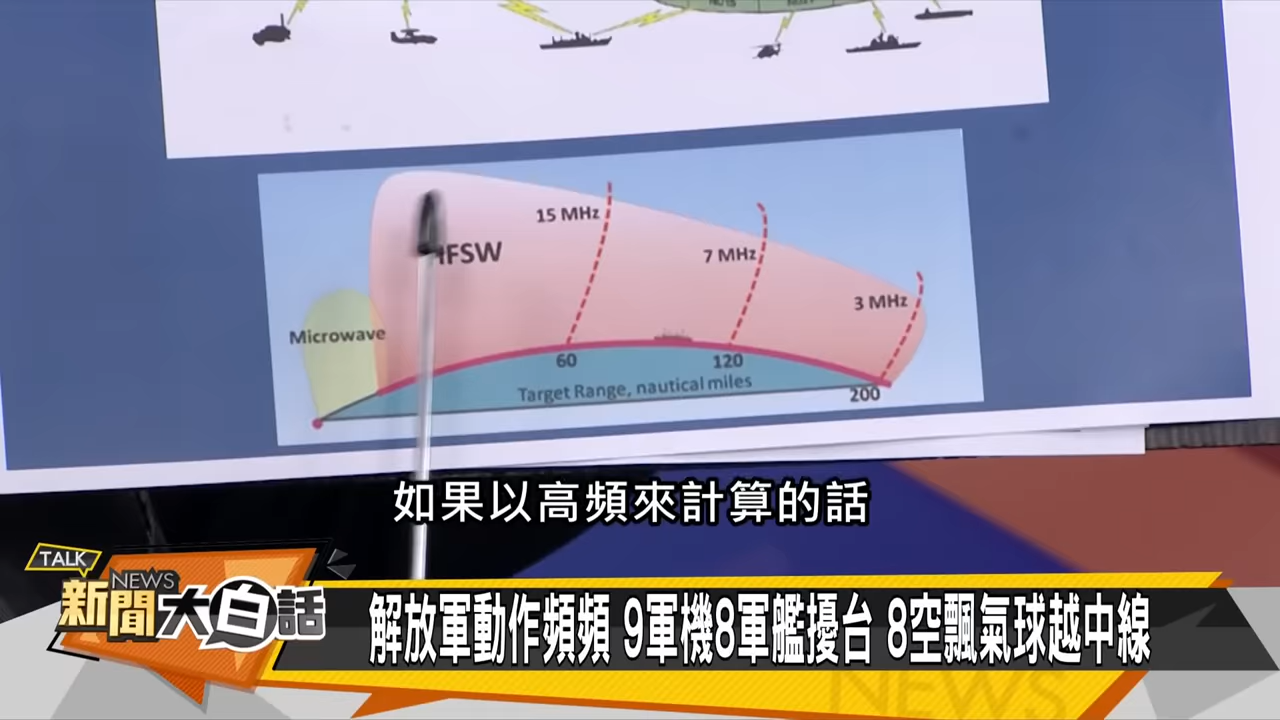 15 MHz
HFSW
7 MHz
3 MHz
Microwave
60
120
Target Range, nautical miles
200
如果以高頻來計算的話
TALK
NEWS
新聞大白話
解放軍動作頻頻 9軍機8軍艦擾台 8空飄氣球越中線
NEWS